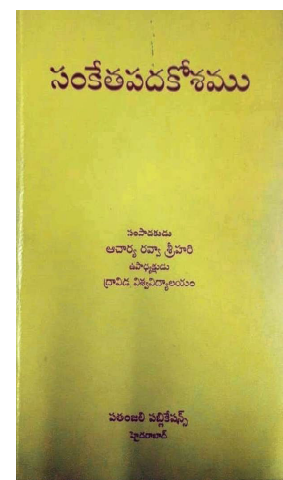 సంకేతపదకోశము
సంపాదకుడు
ఆచార్య రవ్వా శ్రీహరి
ఉపాధ్యక్షుడు
ద్రావిడ విశ్వవిద్యాలయం
పతంజలి పబ్లికేషన్స్
హైదరాబాద్